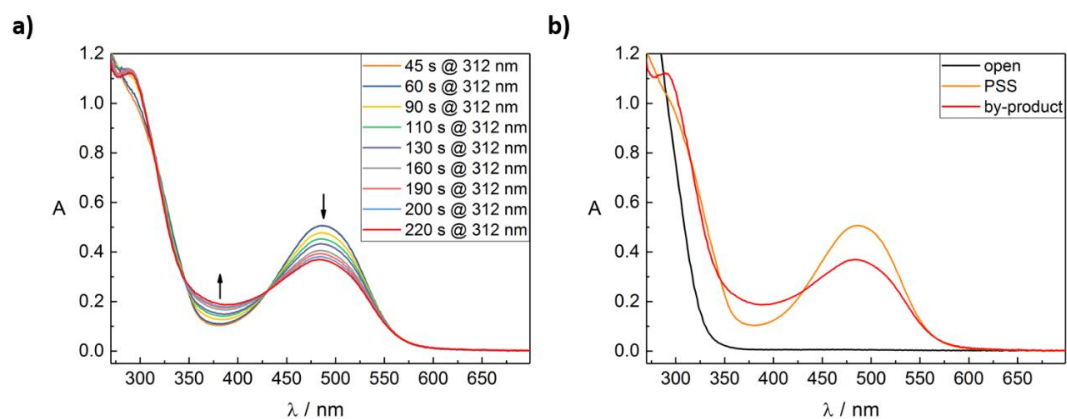 a)
1.2
1.0
0.8
0.6
0.4
0.2
0.0
A
45 s @ 312 nm
60 s @ 312 nm
90 s @ 312 nm
110 s @ 312 nm
130 s @ 312 nm
160 s @ 312 nm
190 s @ 312 nm
200 s @ 312 nm
220 s @ 312 nm
300 350 400 450 500 550 600 650
λ / nm
b)
1.2
1.0
0.8
0.6
0.4
0.2
0.0
A
open
PSS
by-product
300 350 400 450 500 550 600 650
λ / nm